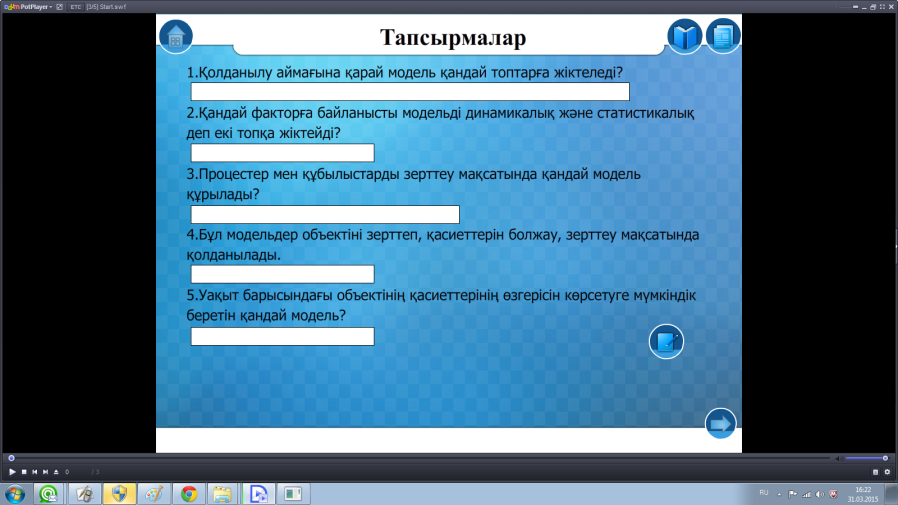 PotPlayer
ETC
[3/5] Start.swf
Тапсырмалар
1.Қолданылу аймағына қарай модель қандай топтарға жіктеледі?
2.Қандай факторға байланысты модельді динамикалық және статистикалық
деп екі топқа жіктейді?
3.Процестер мен құбылыстарды зерттеу мақсатында қандай модель
құрылады?
4.Бұл модельдер объектіні зерттеп, қасиеттерін болжау, зерттеу мақсатында
қолданылады.
5.Уақыт барысындағы объектінің қасиеттерінің өзгерісін көрсетуге мүмкіндік
беретін қандай модель?
0 / 3
RU
16:22
31.03.2015